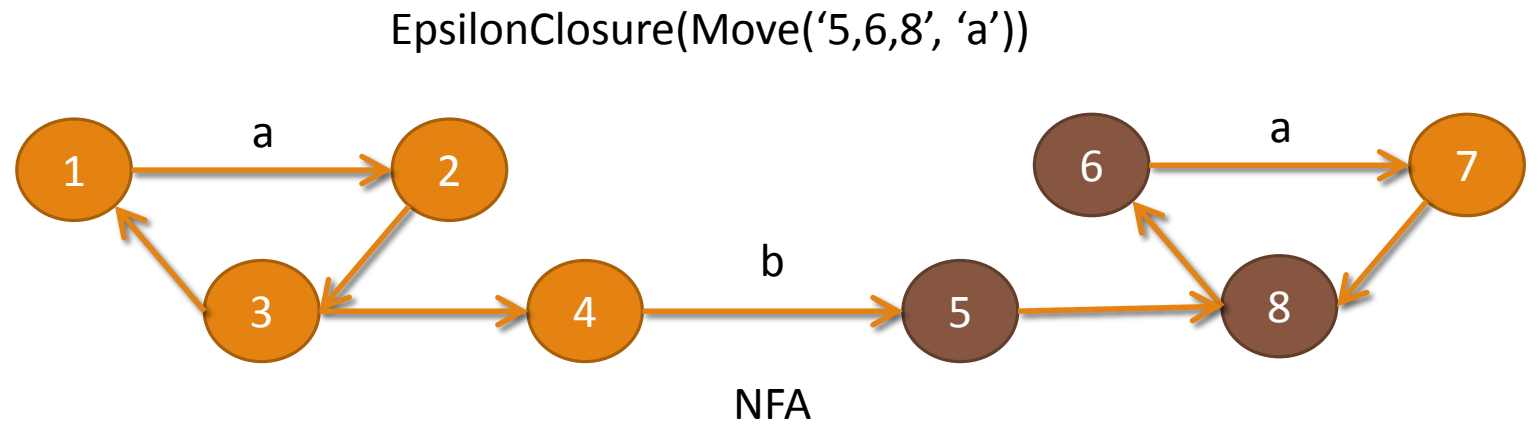 EpsilonClosure(Move(‘5,6,8’, ‘a’))
a
a
1
2
6
7
b
3
4
5
8
NFA